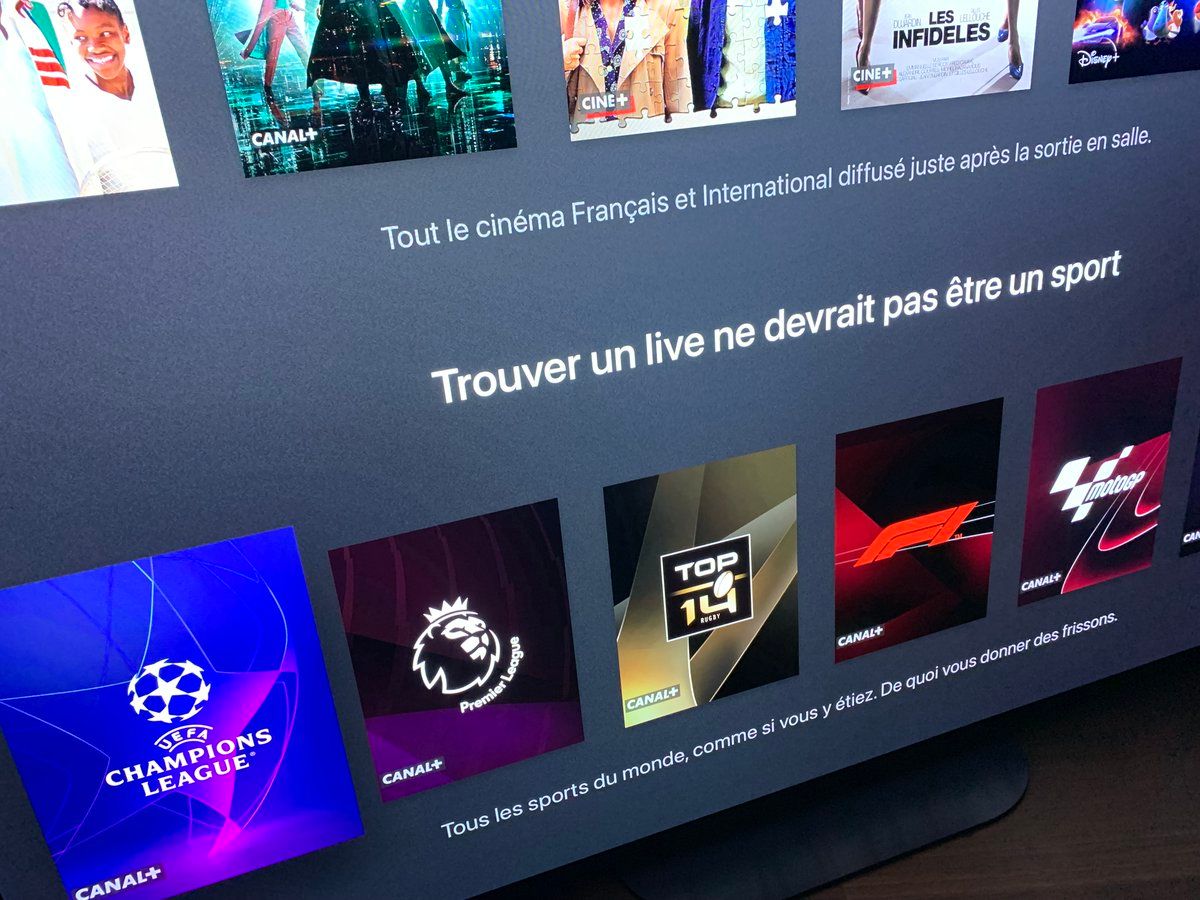 DUJARDIN
LELLOUCHE
LES
INFIDELES
CANAL+
CINE+
CINE+
Disney+
Tout le cinéma Français et International diffusé juste après la sortie en salle.
Trouver un live ne devrait pas être un sport
UEFA
CHAMPIONS
LEAGUE®
CANAL+
Premier League
CANAL+
TOP
14
RUGBY
CANAL+
F1™
CANAL+
MotoGP
CANAL+
Tous les sports du monde, comme si vous y étiez. De quoi vous donner des frissons.